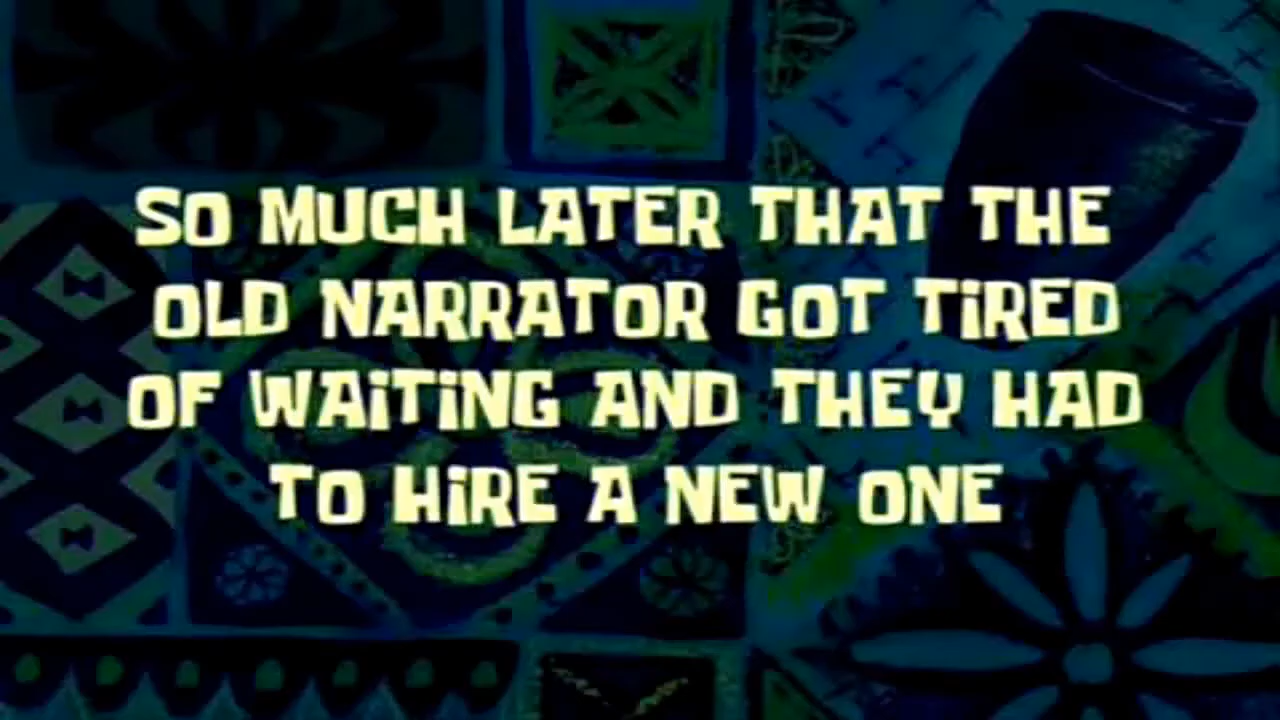 SO MUCH LATER THAT THE
OLD NARRATOR GOT TIRED
OF WAITING AND THEY HAD
TO HIRE A NEW ONE